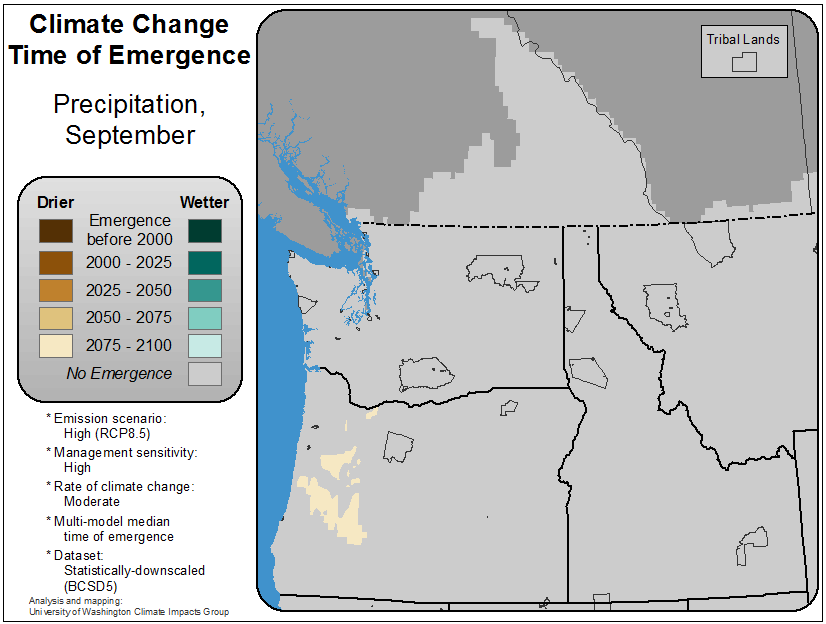 Climate Change
Time of Emergence
Precipitation,
September
Drier
Wetter
Emergence
before 2000
2000 - 2025
2025 - 2050
2050 - 2075
2075 - 2100
No Emergence
* Emission scenario:
High (RCP8.5)
* Management sensitivity:
High
* Rate of climate change:
Moderate
* Multi-model median
time of emergence
* Dataset:
Statistically-downscaled
(BCSD5)
Analysis and mapping:
University of Washington Climate Impacts Group
Tribal Lands